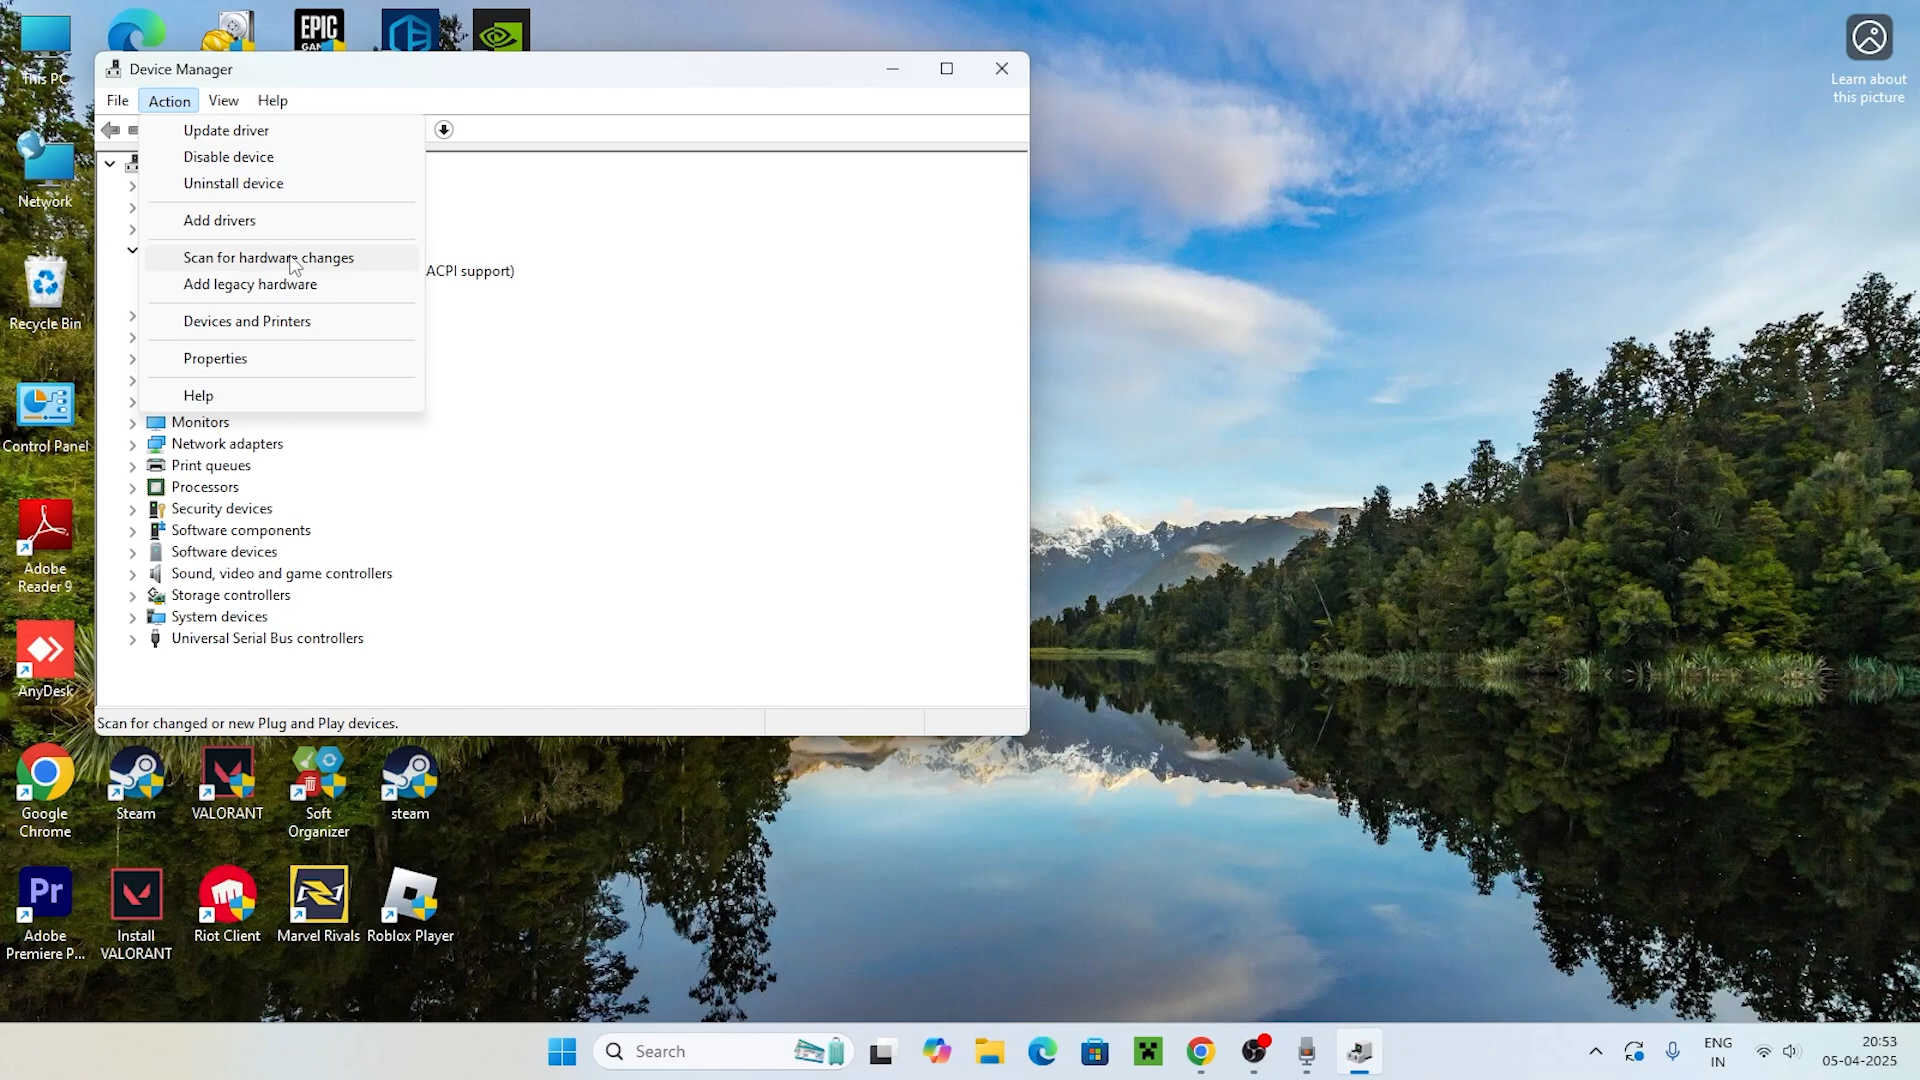 EPIC
GAM
This PC
Learn about
this picture
Device Manager
File
Action
View
Help
Update driver
Disable device
Uninstall device
Add drivers
Scan for hardware changes
ACPI support)
Add legacy hardware
Devices and Printers
Properties
Help
Monitors
Network adapters
Print queues
Processors
Security devices
Software components
Software devices
Sound, video and game controllers
Storage controllers
System devices
Universal Serial Bus controllers
Scan for changed or new Plug and Play devices.
Network
Recycle Bin
Control Panel
Adobe
Reader 9
AnyDesk
Google
Chrome
Steam
VALORANT
Soft
Organizer
steam
Pr
Adobe
Premiere P...
Install
VALORANT
Riot Client
Marvel Rivals
Roblox Player
Search
ENG
IN
20:53
05-04-2025